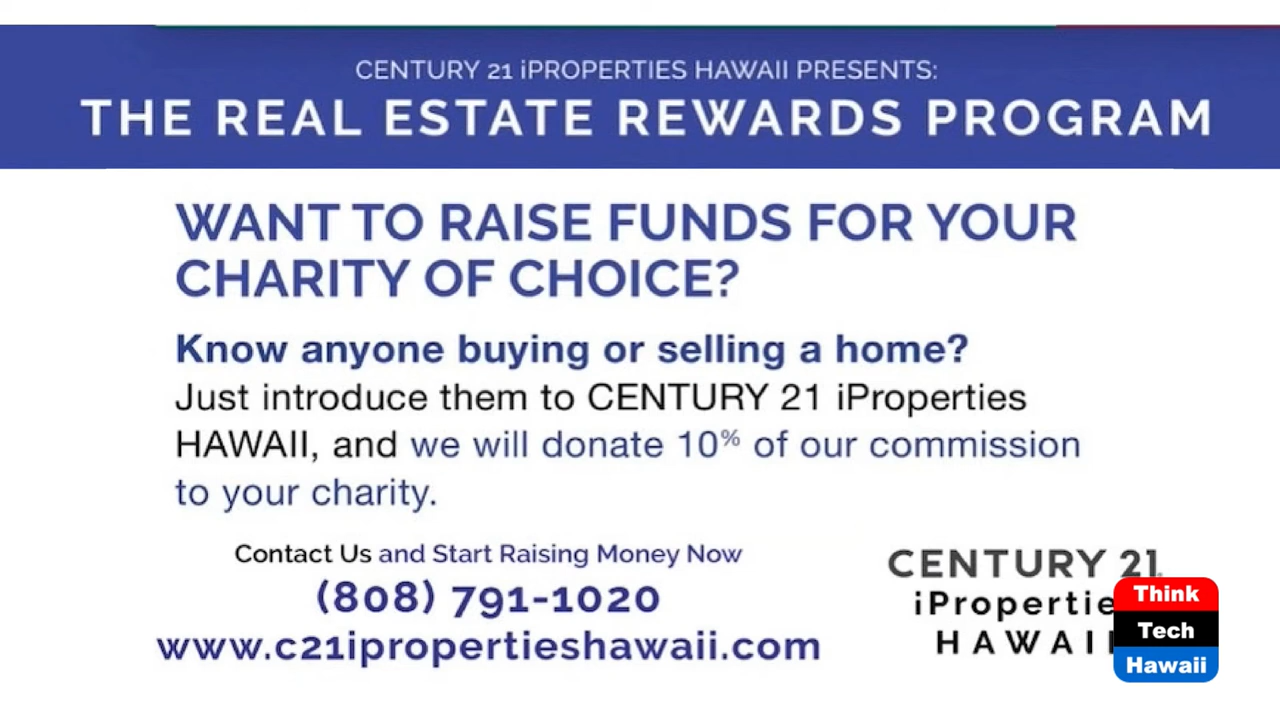 CENTURY 21 iPROPERTIES HAWAII PRESENTS:
THE REAL ESTATE REWARDS PROGRAM
WANT TO RAISE FUNDS FOR YOUR
CHARITY OF CHOICE?
Know anyone buying or selling a home?
Just introduce them to CENTURY 21 iProperties
HAWAII, and we will donate 10% of our commission
to your charity.
Contact Us and Start Raising Money Now
(808) 791-1020
www.c21ipropertieshawaii.com
CENTURY 21
iPropertie
HAWAII
Think
Tech
Hawaii